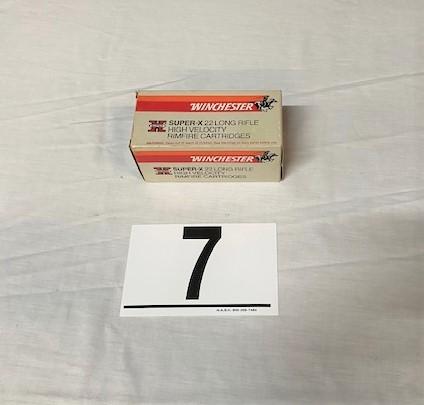 WINCHESTER
SUPER-X 22 LONG RIFLE
HIGH VELOCITY
RIMFIRE CARTRIDGES
WINCHESTER
SUPER-X 22 LONG RIFLE
HIGH VELOCITY
RIMFIRE CARTRIDGES
7